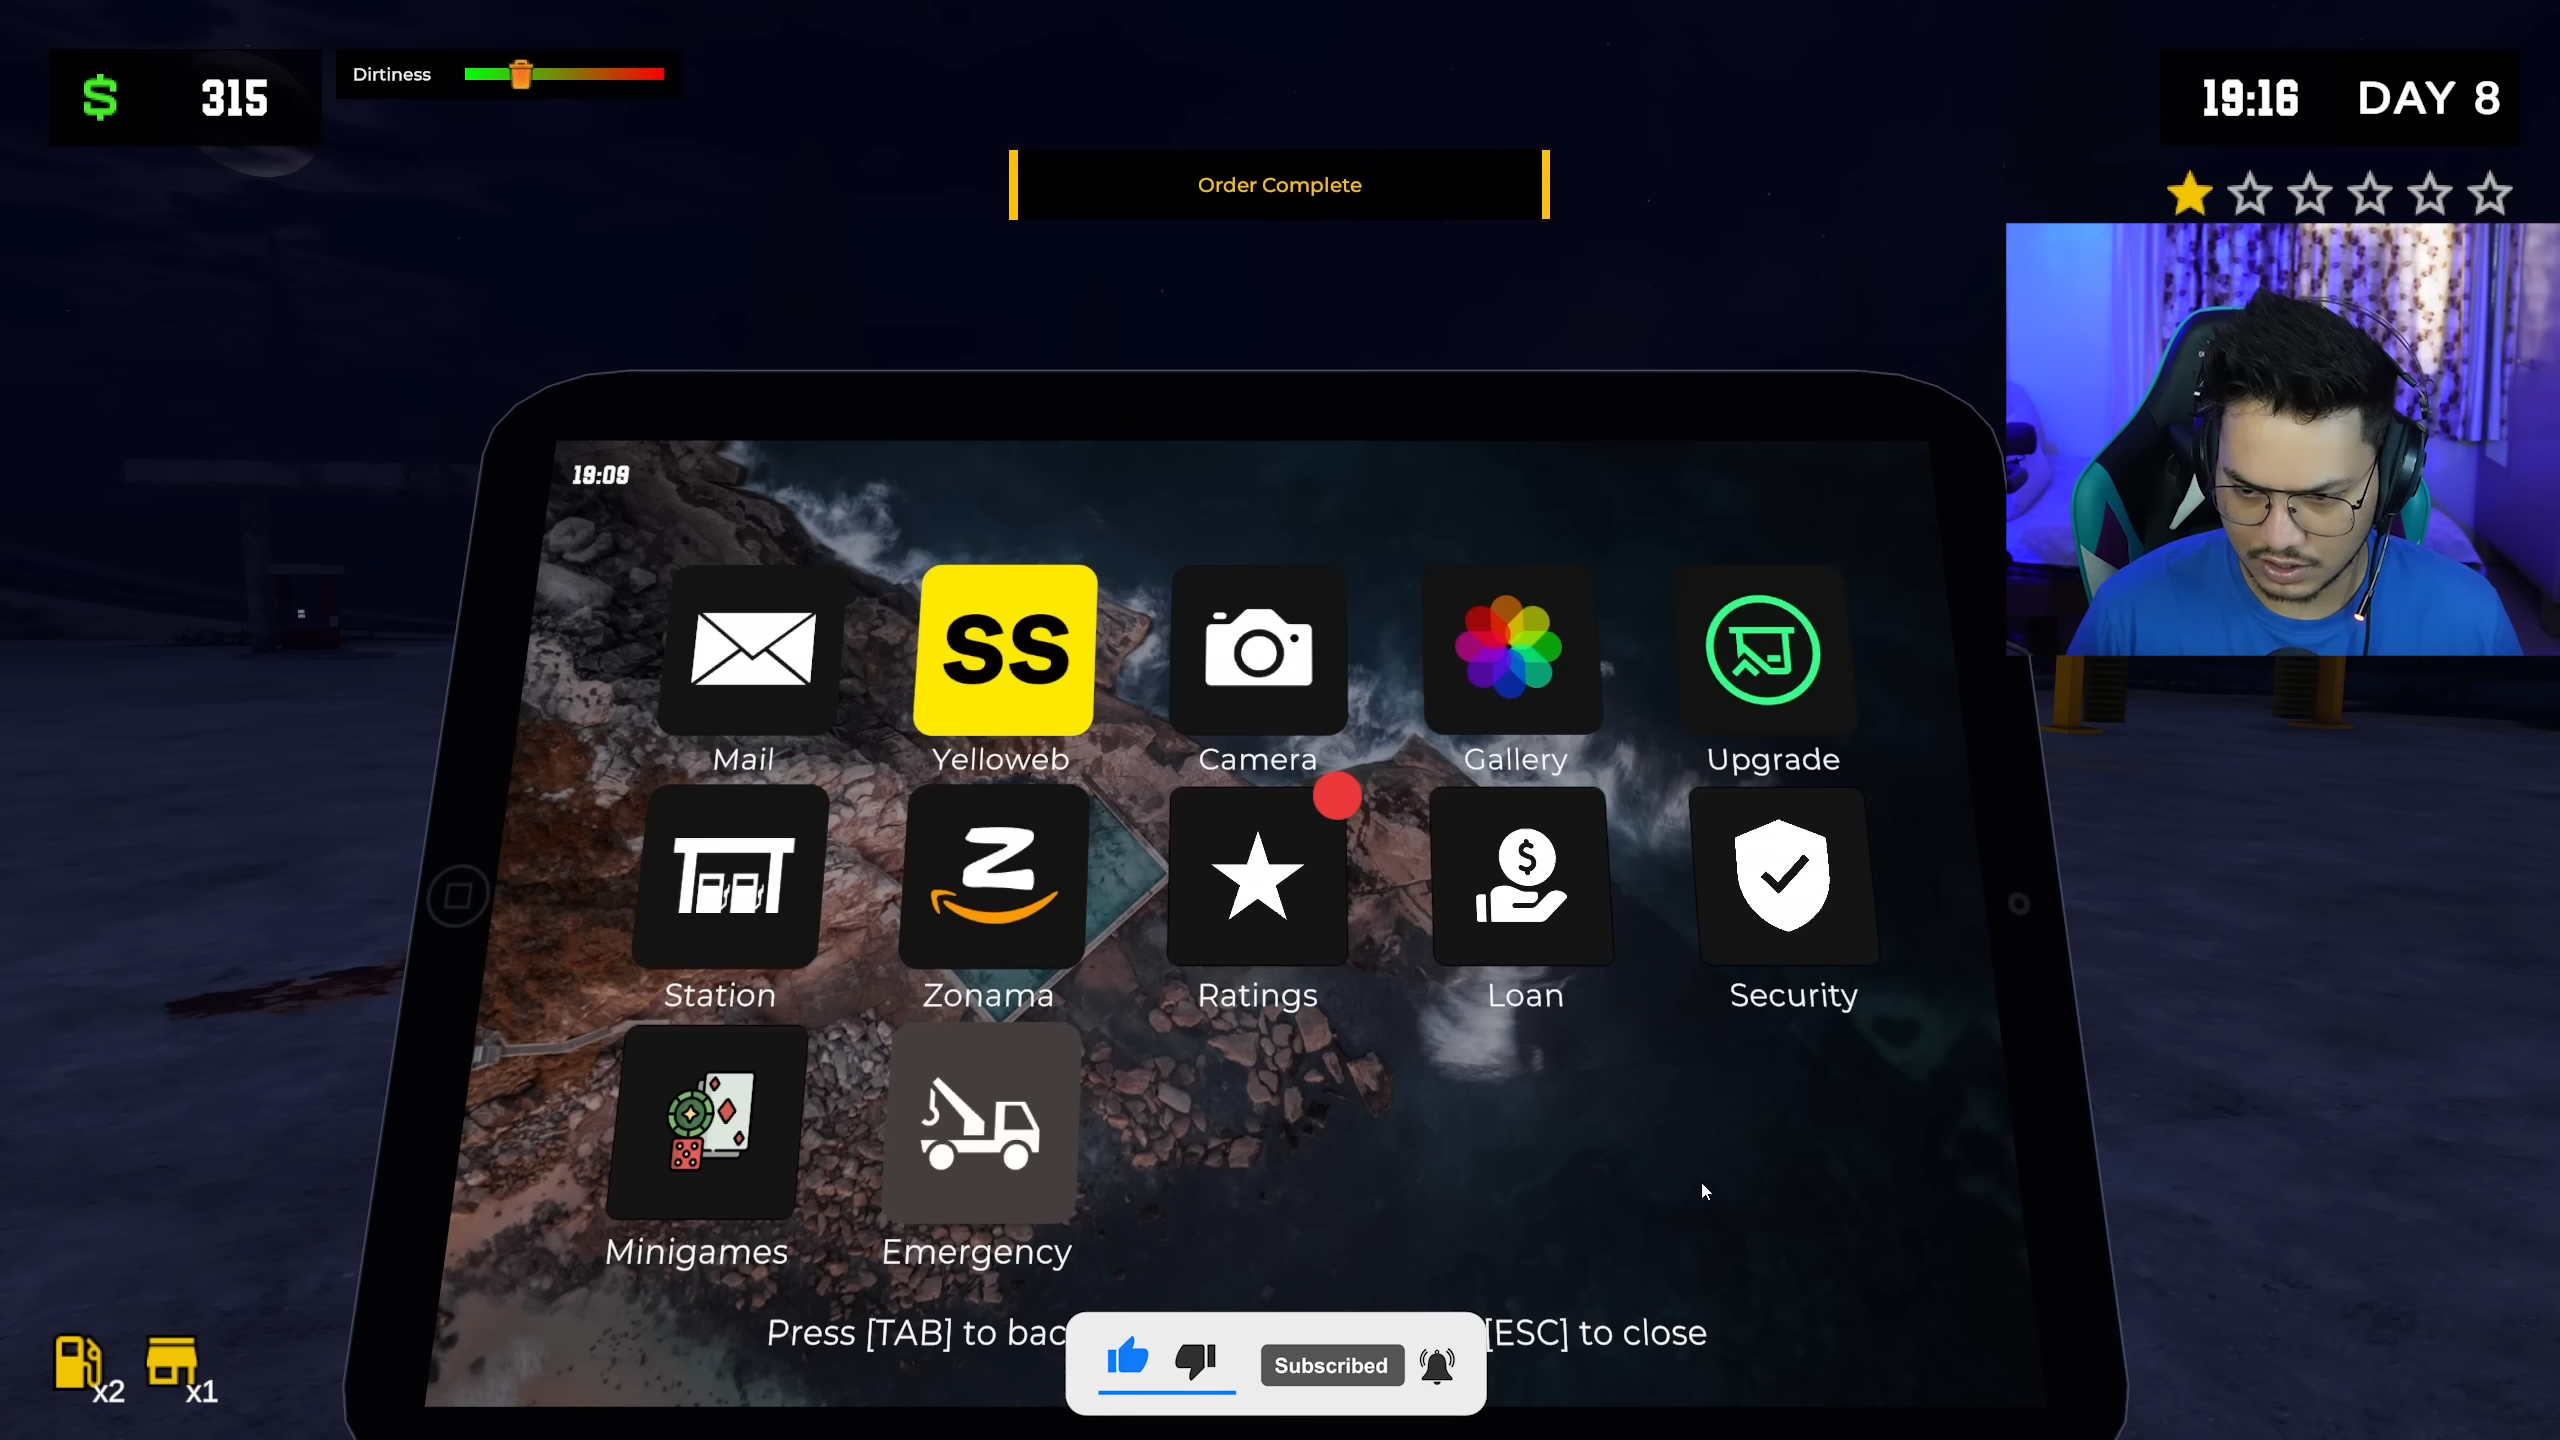 315
Dirtiness
19:16 DAY 8
Order Complete
19:09
SS
Mail
Yelloweb
Camera
Gallery
Upgrade
Z
Station
Zonama
Ratings
Loan
Security
Minigames
Emergency
Press [TAB] to bac
[ESC] to close
Subscribed
x2
x1